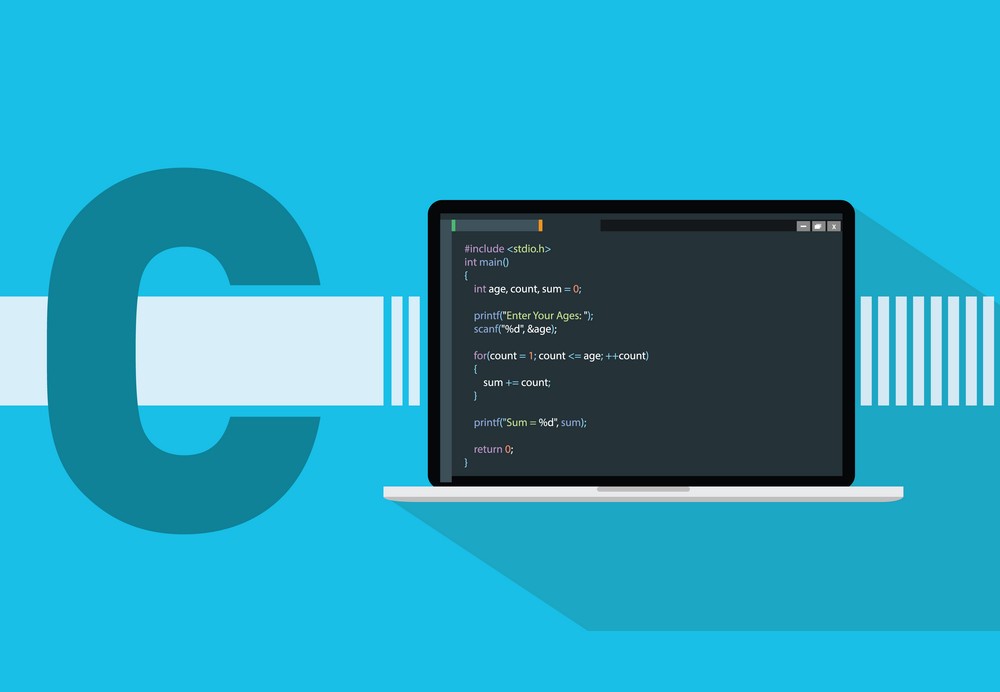 C
#include <stdio.h>
int main()
{
int age, count, sum = 0;
printf("Enter Your Ages: ");
scanf("%d", &age);
for(count = 1; count <= age; ++count)
{
sum += count;
}
printf("Sum = %d", sum);
return 0;
}